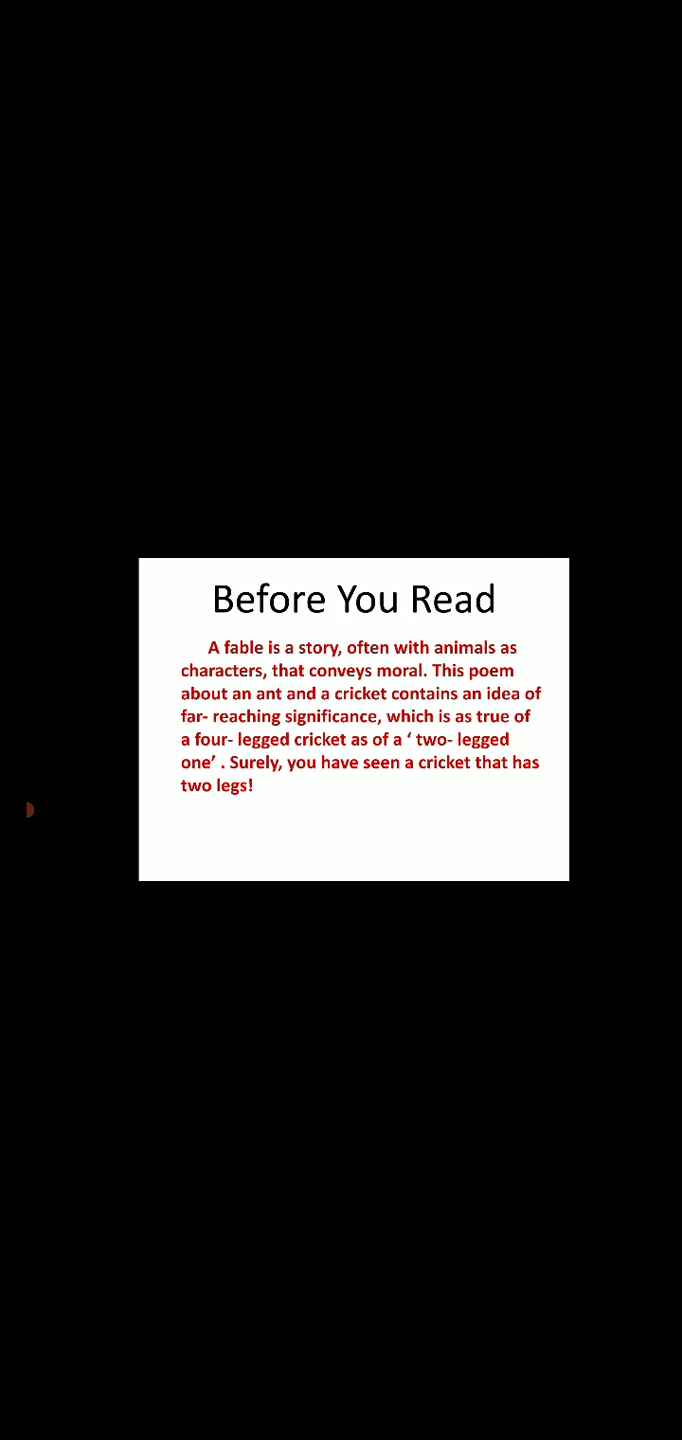 Before You Read
A fable is a story, often with animals as
characters, that conveys moral. This poem
about an ant and a cricket contains an idea of
far- reaching significance, which is as true of
a four- legged cricket as of a ‘ two- legged
one’ . Surely, you have seen a cricket that has
two legs!